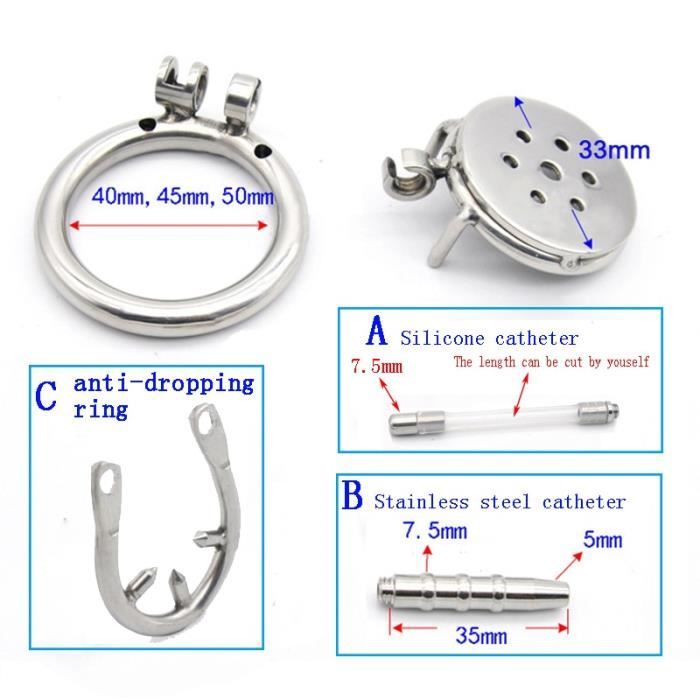 40mm, 45mm, 50mm
33mm
A Silicone catheter
7.5mm
The length can be cut by youself
C anti-dropping
ring
B Stainless steel catheter
7.5mm
5mm
35mm